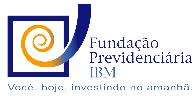 Fundação
Previdenciária
IBM
Você, hoje, investindo no amanhã.